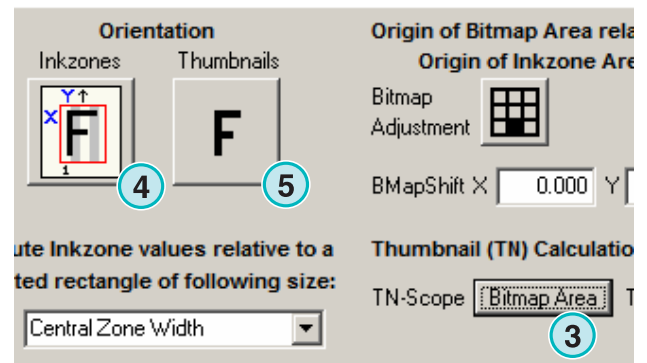 Orientation
Inkzones Thumbnails
Y↑
X F
1
F
4
5
ute Inkzone values relative to a
ted rectangle of following size:
Central Zone Width
Origin of Bitmap Area rela
Origin of Inkzone Are
Bitmap
Adjustment
BMapShift X 0.000 Y
Thumbnail (TN) Calculatio
TN-Scope Bitmap Area T
3